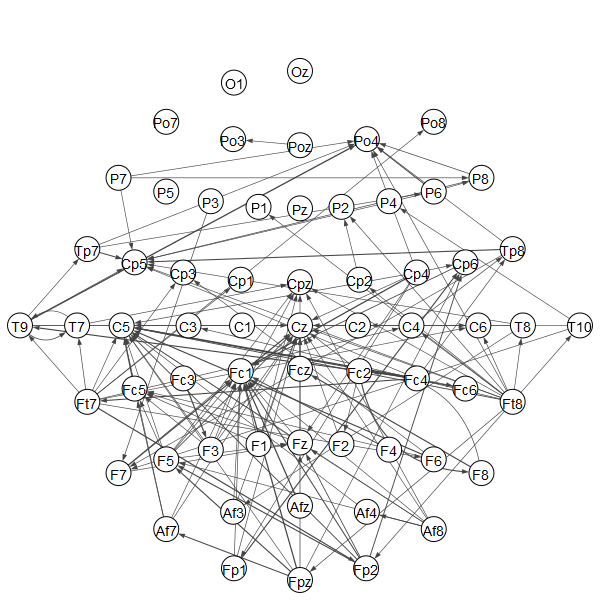 Oz
O1
Po7 Po8
Po3 Poz Po4
P7 P8
P5 P6
P3 P1 Pz P2 P4
Tp7 Tp8
Cp5 Cp6
Cp3 Cp1 Cpz Cp2 Cp4
T9 T7 C5 C3 C1 Cz C2 C4 C6 T8 T10
Fc1 Fcz Fc2
Fc5 Fc3 Fc4 Fc6
Ft7 Ft8
F3 F1 Fz F2 F4
F7 F5 F6 F8
Af3 Afz Af4
Af7 Af8
Fp1 Fpz Fp2